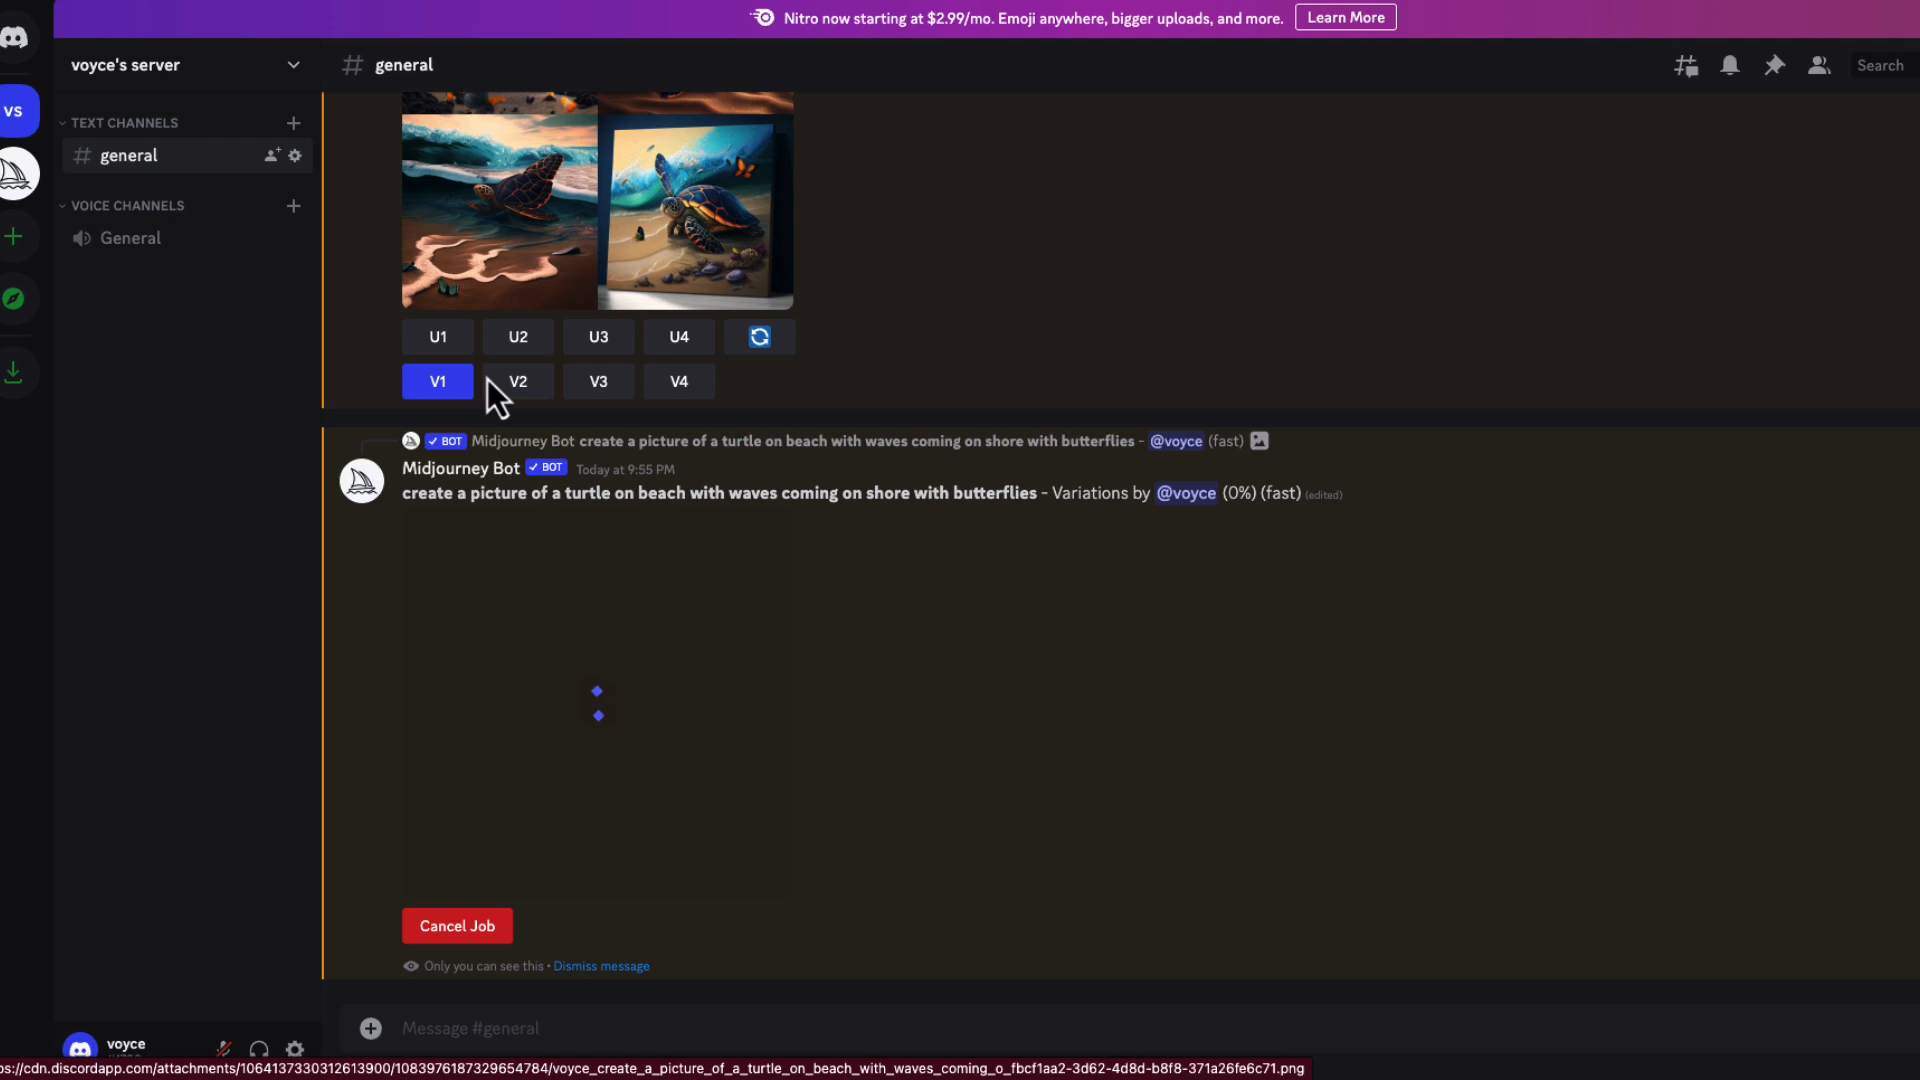 Nitro now starting at $2.99/mo. Emoji anywhere, bigger uploads, and more. Learn More
voyce's server
general
Search
VS
TEXT CHANNELS
general
VOICE CHANNELS
General
U1 U2 U3 U4
V1 V2 V3 V4
BOT Midjourney Bot create a picture of a turtle on beach with waves coming on shore with butterflies - @voyce (fast)
Midjourney Bot BOT Today at 9:55 PM
create a picture of a turtle on beach with waves coming on shore with butterflies - Variations by @voyce (0%) (fast) (edited)
Cancel Job
Only you can see this • Dismiss message
Message #general
voyce
ps://cdn.discordapp.com/attachments/1064137330312613900/1083976187329654784/voyce_create_a_picture_of_a_turtle_on_beach_with_waves_coming_o_fbcf1aa2-3d62-4d8d-b8f8-371a26fe6c71.png